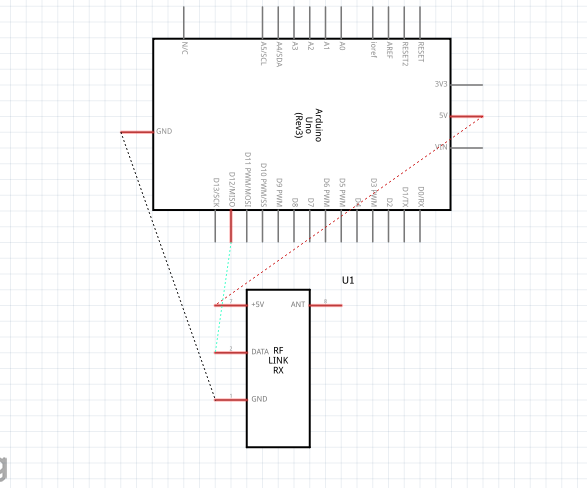 N/C
A5/SCL
A4/SDA
A3
A2
A1
A0
ioref
AREF
RESET2
RESET
3V3
5V
VIN
GND
Arduino
Uno
(Rev3)
D13/SCK
D12/MISO
D11 PWM/MOSI
D10 PWM/SS
D9 PWM
D8
D7
D6 PWM
D5 PWM
D3 PWM
D2
D1/TX
D0/RX
U1
+5V
ANT
DATA
RF
LINK
RX
GND
g